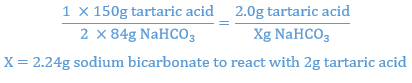 1 × 150g tartaric acid / 2 × 84g NaHCO₃ = 2.0g tartaric acid / Xg NaHCO₃
X = 2.24g sodium bicarbonate to react with 2g tartaric acid